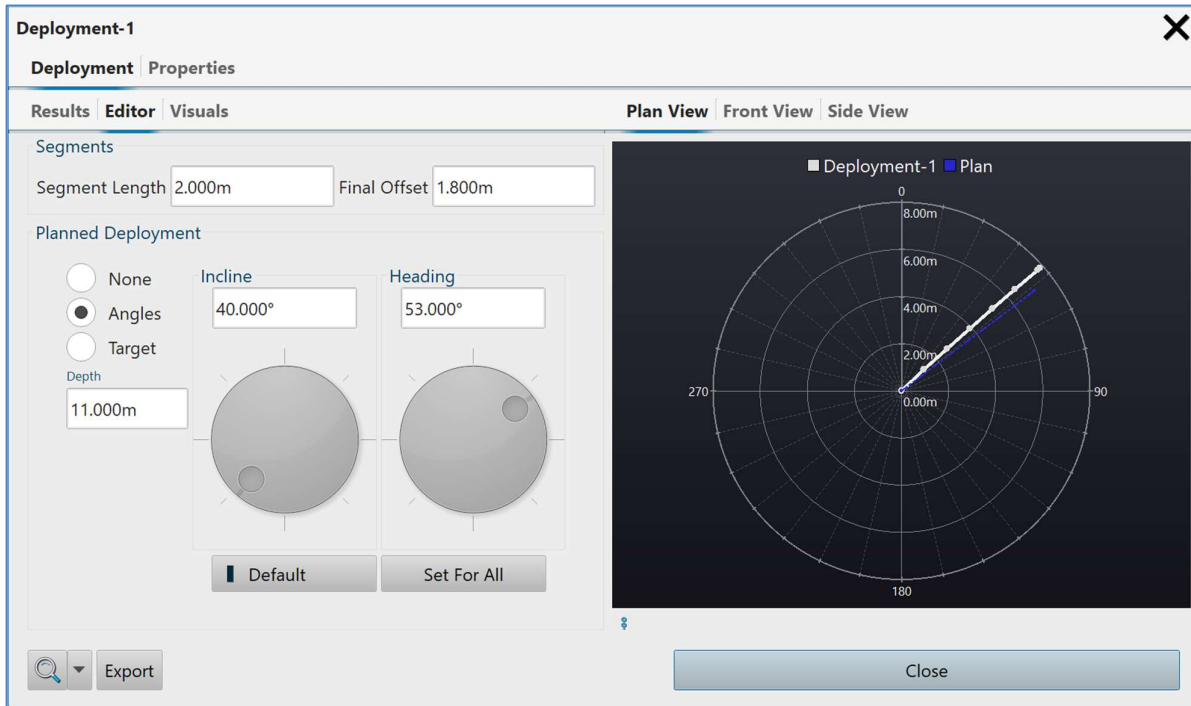 Deployment-1
Deployment Properties
Results Editor Visuals
Plan View Front View Side View
Segments
Segment Length 2.000m Final Offset 1.800m
Planned Deployment
None
Angles
Target
Depth
11.000m
Incline
40.000°
Heading
53.000°
Default
Set For All
Deployment-1 Plan
0
8.00m
6.00m
4.00m
2.00m
0.00m
270
90
180
Export
Close